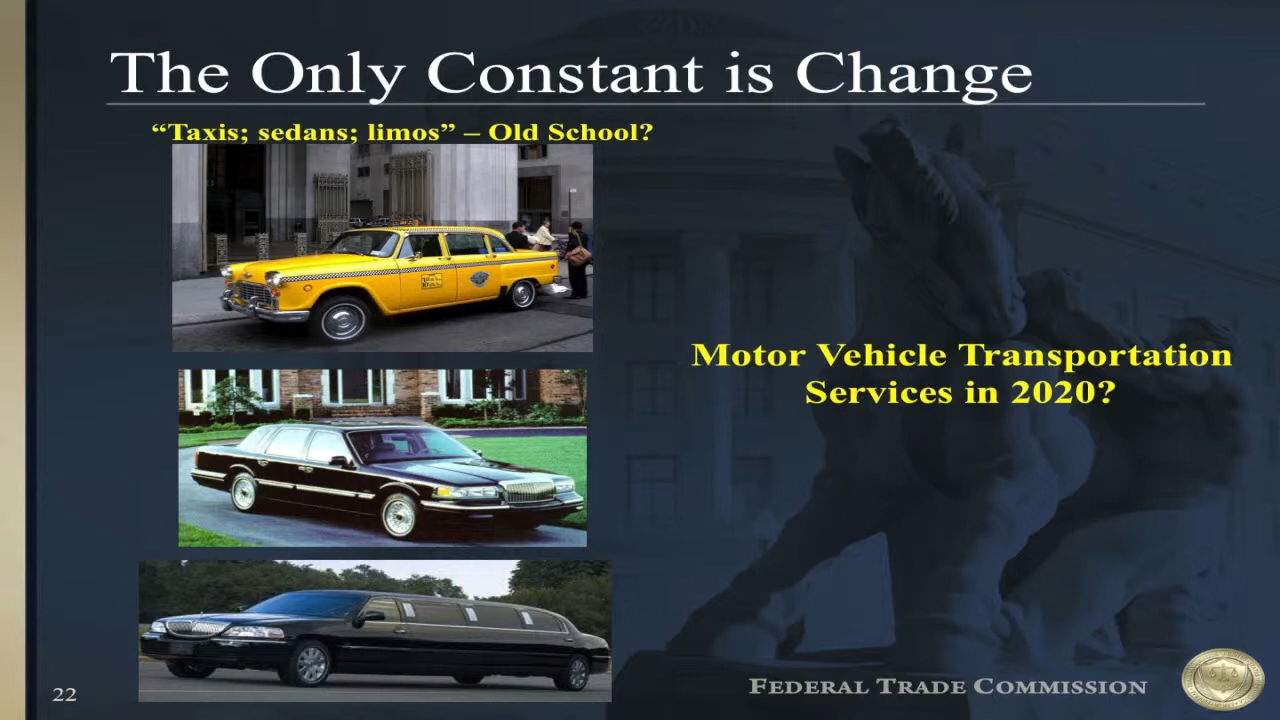 The Only Constant is Change
“Taxis; sedans; limos” – Old School?
Motor Vehicle Transportation
Services in 2020?
22
FEDERAL TRADE COMMISSION